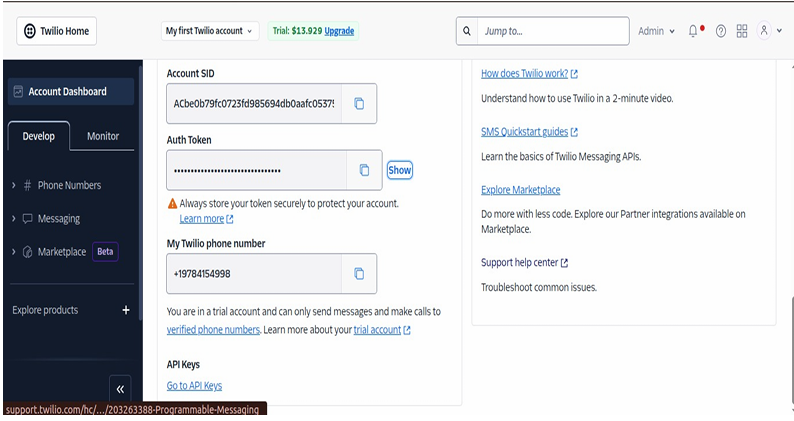 Twilio Home
My first Twilio account
Trial: $13.929 Upgrade
Jump to...
Admin
Account Dashboard
Develop
Monitor
Phone Numbers
Messaging
Marketplace Beta
Explore products
Account SID
ACbe0b79fc0723fd985694db0aafc0537
Auth Token
••••••••••••••••••••••••••••••••
Show
Always store your token securely to protect your account.
Learn more
My Twilio phone number
+19784154998
You are in a trial account and can only send messages and make calls to
verified phone numbers. Learn more about your trial account
API Keys
Go to API Keys
How does Twilio work?
Understand how to use Twilio in a 2-minute video.
SMS Quickstart guides
Learn the basics of Twilio Messaging APIs.
Explore Marketplace
Do more with less code. Explore our Partner integrations available on
Marketplace.
Support help center
Troubleshoot common issues.
support.twilio.com/hc/.../203263388-Programmable-Messaging